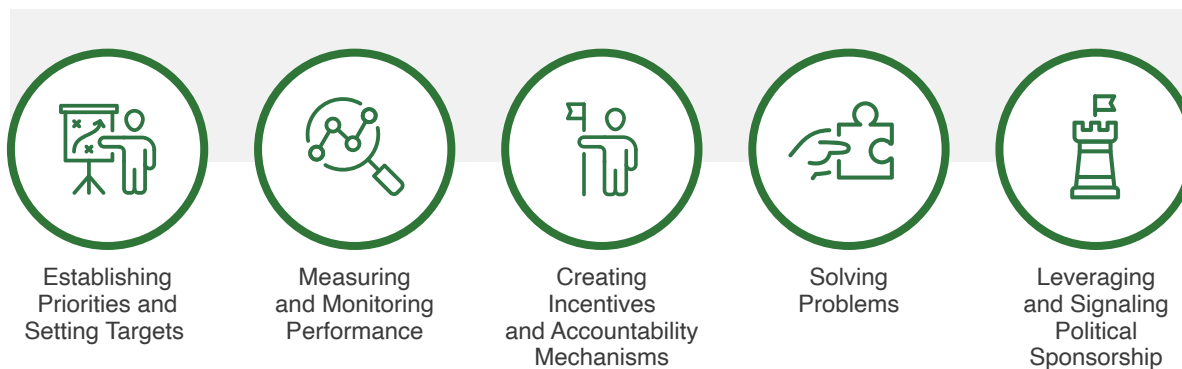 Establishing
Priorities and
Setting Targets
Measuring
and Monitoring
Performance
Creating
Incentives
and Accountability
Mechanisms
Solving
Problems
Leveraging
and Signaling
Political
Sponsorship